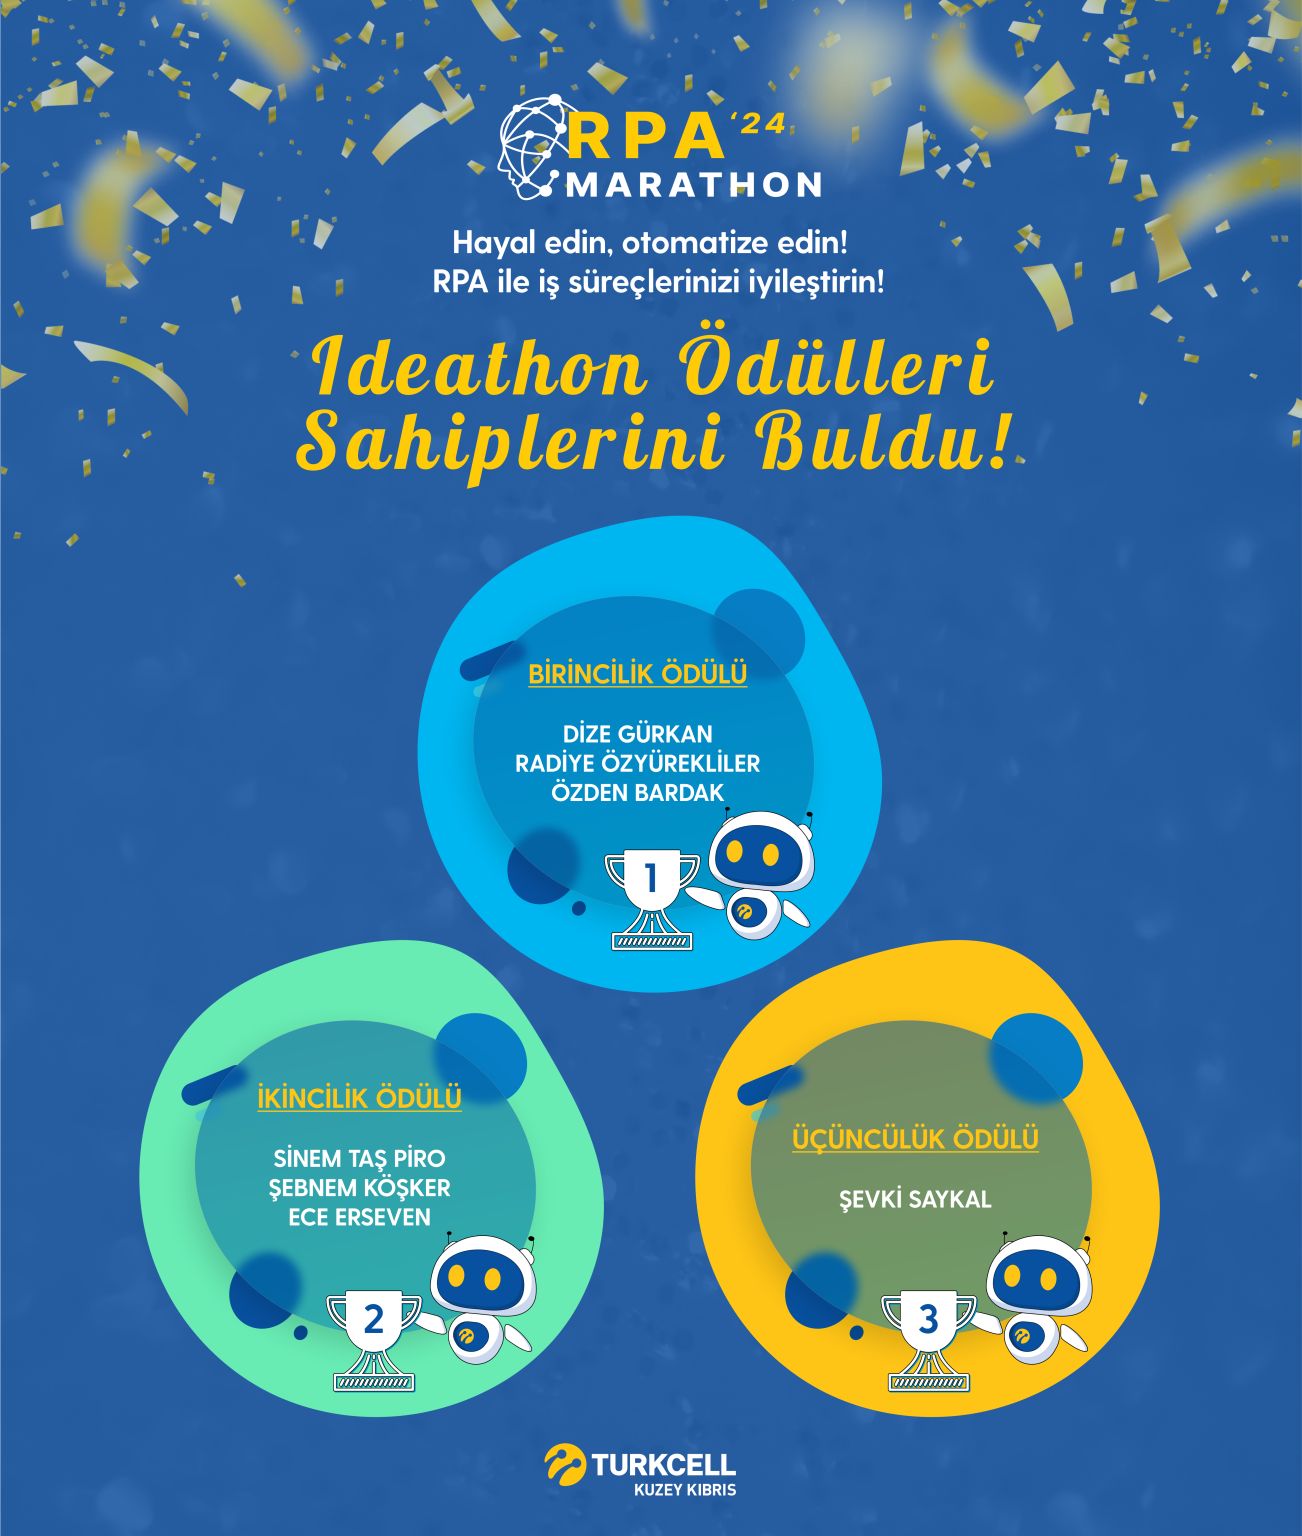 RPA '24
MARATHON
Hayal edin, otomatize edin!
RPA ile iş süreçlerinizi iyileştirin!
Ideathon Ödülleri
Sahiplerini Buldu!
BİRİNCİLİK ÖDÜLÜ
DİZE GÜRKAN
RADİYE ÖZYÜREKLİLER
ÖZDEN BARDAK
1
İKİNCİLİK ÖDÜLÜ
SİNEM TAŞ PİRO
ŞEBNEM KÖŞKER
ECE ERSEVEN
2
ÜÇÜNCÜLÜK ÖDÜLÜ
ŞEVKİ SAYKAL
3
TURKCELL
KUZEY KIBRIS